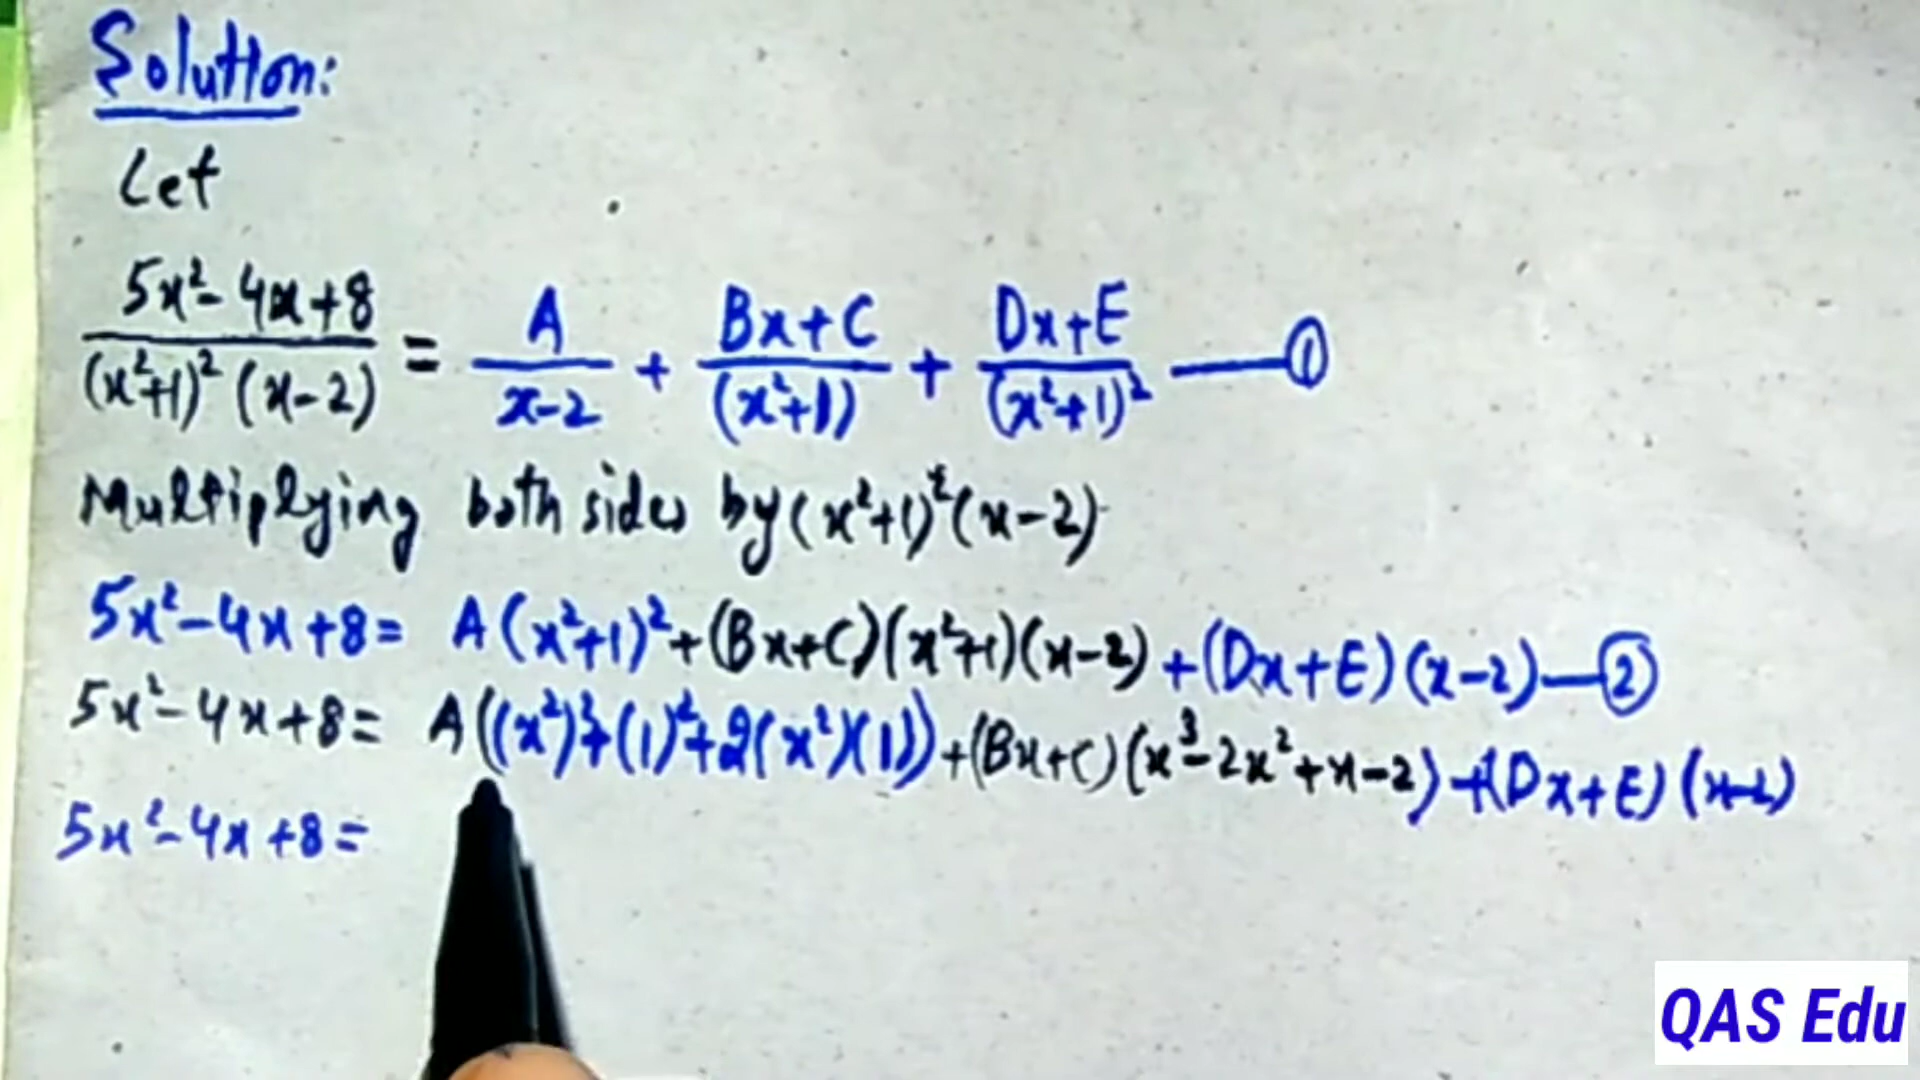 Solution:
Let
5x²-4x+8/(x²+1)²(x-2) = A/x-2 + Bx+C/(x²+1) + Dx+E/(x²+1)² —①
Multiplying both sides by (x²+1)²(x-2)
5x²-4x+8= A(x²+1)²+(Bx+C)(x²+1)(x-2)+(Dx+E)(x-2)—②
5x²-4x+8= A((x²)²+(1)²+2(x²)(1))+(Bx+C)(x³-2x²+x-2)+(Dx+E)(x-2)
5x²-4x+8=
QAS Edu